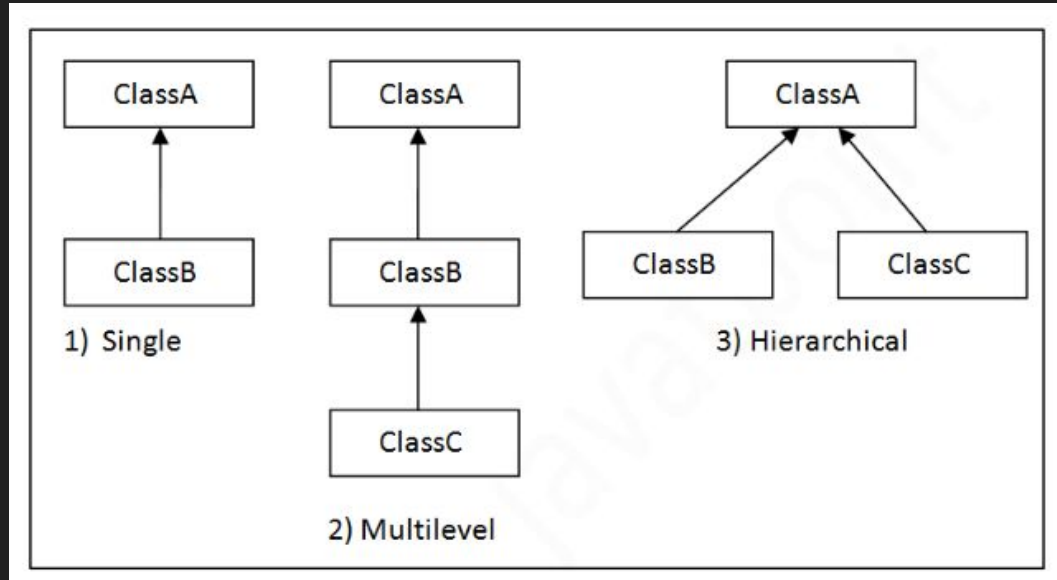 ClassA
ClassB
1) Single
ClassA
ClassB
ClassC
2) Multilevel
ClassA
ClassB
ClassC
3) Hierarchical